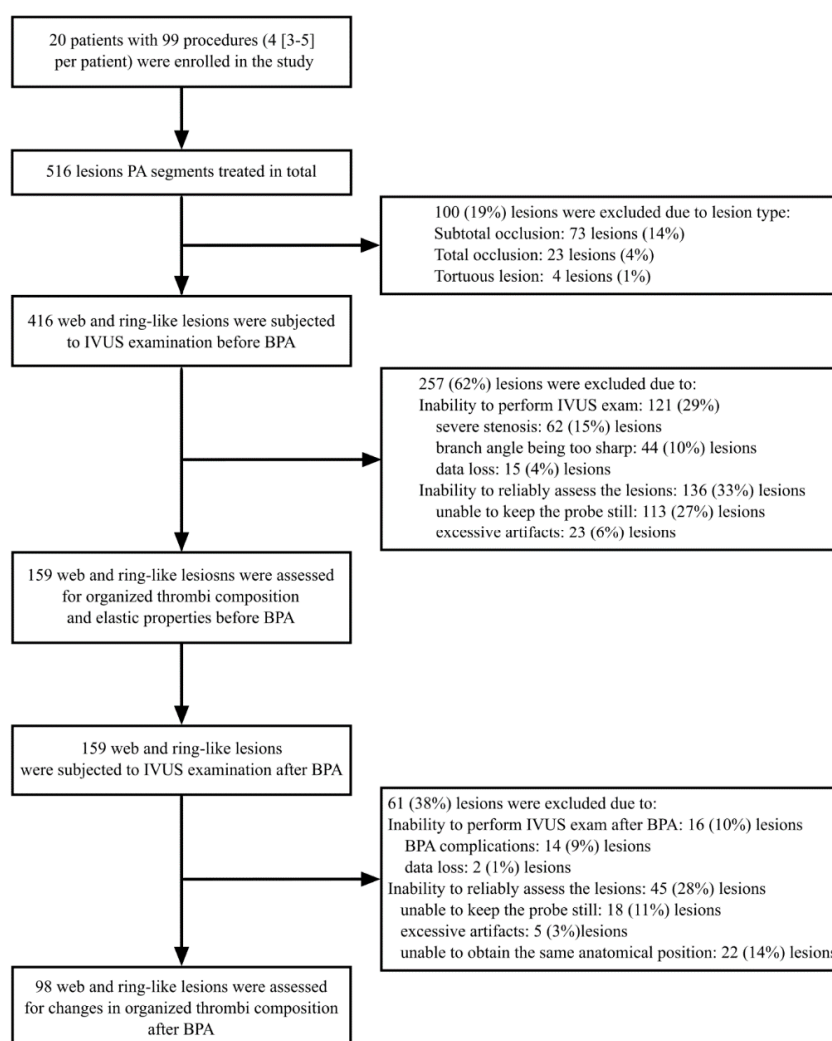 20 patients with 99 procedures (4 [3-5]
per patient) were enrolled in the study
516 lesions PA segments treated in total
100 (19%) lesions were excluded due to lesion type:
Subtotal occlusion: 73 lesions (14%)
Total occlusion: 23 lesions (4%)
Tortuous lesion: 4 lesions (1%)
416 web and ring-like lesions were subjected
to IVUS examination before BPA
257 (62%) lesions were excluded due to:
Inability to perform IVUS exam: 121 (29%)
severe stenosis: 62 (15%) lesions
branch angle being too sharp: 44 (10%) lesions
data loss: 15 (4%) lesions
Inability to reliably assess the lesions: 136 (33%) lesions
unable to keep the probe still: 113 (27%) lesions
excessive artifacts: 23 (6%) lesions
159 web and ring-like lesiosns were assessed
for organized thrombi composition
and elastic properties before BPA
159 web and ring-like lesions
were subjected to IVUS examination after BPA
61 (38%) lesions were excluded due to:
Inability to perform IVUS exam after BPA: 16 (10%) lesions
BPA complications: 14 (9%) lesions
data loss: 2 (1%) lesions
Inability to reliably assess the lesions: 45 (28%) lesions
unable to keep the probe still: 18 (11%) lesions
excessive artifacts: 5 (3%)lesions
unable to obtain the same anatomical position: 22 (14%) lesions
98 web and ring-like lesions were assessed
for changes in organized thrombi composition
after BPA